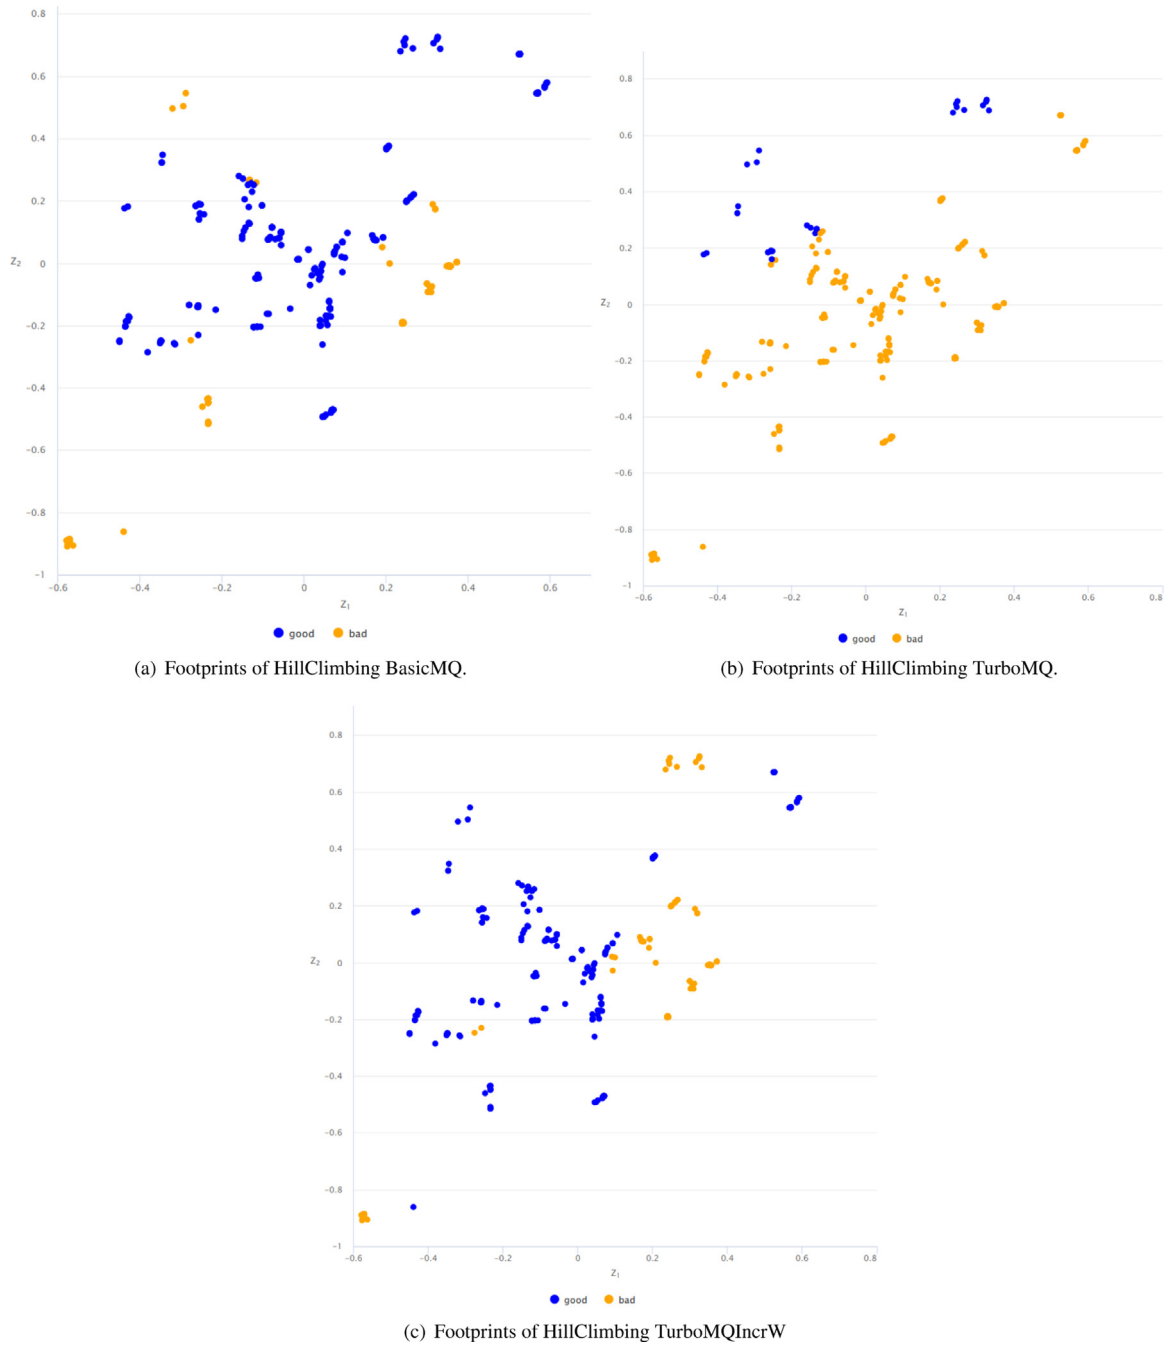 0.8
0.6
0.4
0.2
0
−0.2
−0.4
−0.6
−0.8
−1
Z2
−0.6 −0.4 −0.2 0 0.2 0.4 0.6
Z1
good bad
(a) Footprints of HillClimbing BasicMQ.
0.8
0.6
0.4
0.2
0
−0.2
−0.4
−0.6
−0.8
−1
Z2
−0.6 −0.4 −0.2 0 0.2 0.4 0.6 0.8
Z1
good bad
(b) Footprints of HillClimbing TurboMQ.
0.8
0.6
0.4
0.2
0
−0.2
−0.4
−0.6
−0.8
−1
Z2
−0.6 −0.4 −0.2 0 0.2 0.4 0.6 0.8
Z1
good bad
(c) Footprints of HillClimbing TurboMQIncrW